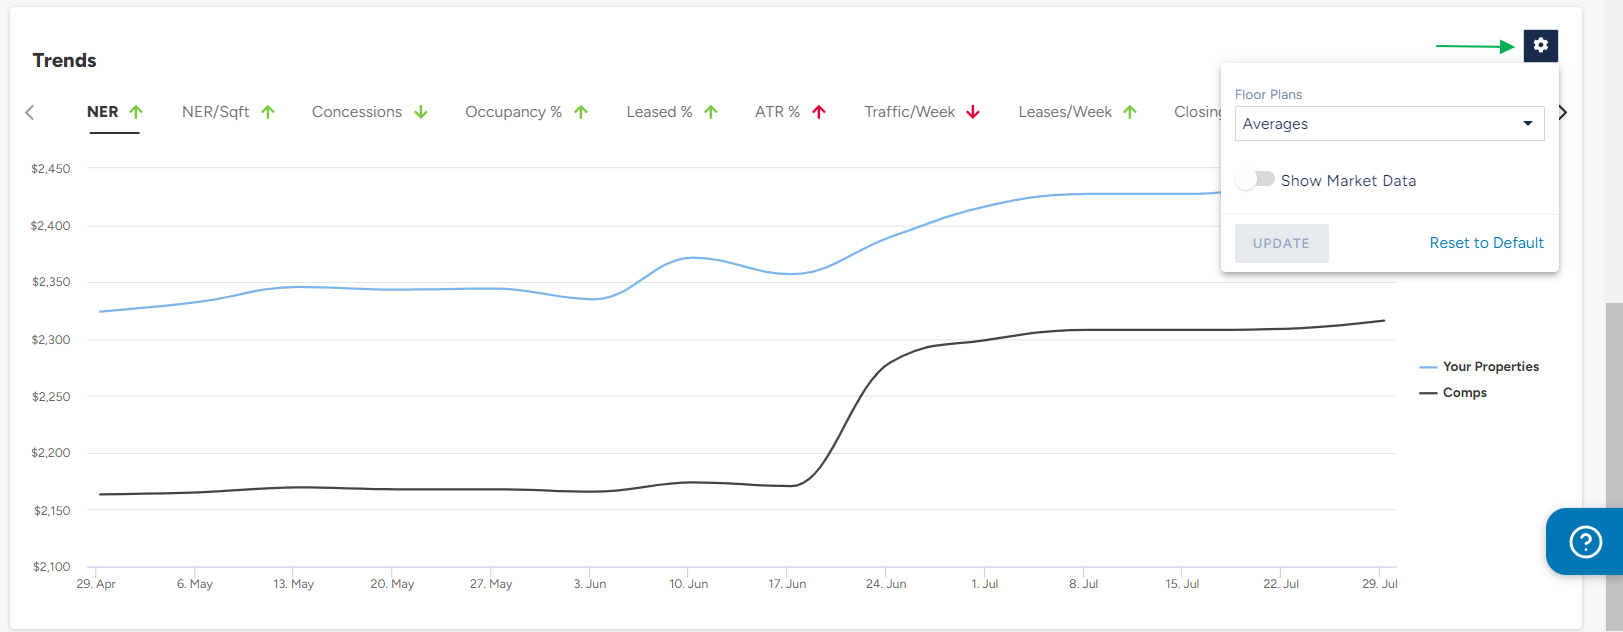 Trends
NER NER/Sqft Concessions Occupancy % Leased % ATR % Traffic/Week Leases/Week Closing
Floor Plans
Averages
Show Market Data
UPDATE Reset to Default
$2,450
$2,400
$2,350
$2,300
$2,250
$2,200
$2,150
$2,100
29. Apr 6. May 13. May 20. May 27. May 3. Jun 10. Jun 17. Jun 24. Jun 1. Jul 8. Jul 15. Jul 22. Jul 29. Jul
Your Properties
Comps
?